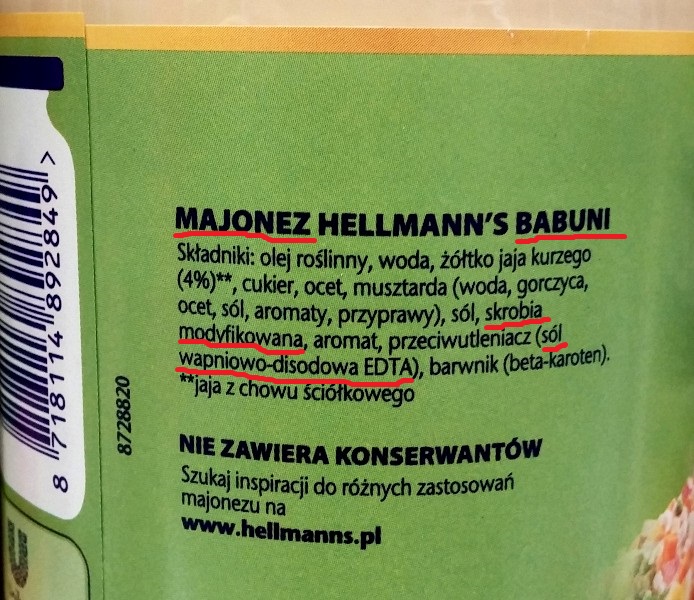 MAJONEZ HELLMANN'S BABUNI
Składniki: olej roślinny, woda, żółtko jaja kurzego
(4%)**, cukier, ocet, musztarda (woda, gorczyca,
ocet, sól, aromaty, przyprawy), sól, skrobia
modyfikowana, aromat, przeciwutleniacz (sól
wapniowo-disodowa EDTA), barwnik (beta-karoten).
**jaja z chowu ściółkowego
NIE ZAWIERA KONSERWANTÓW
Szukaj inspiracji do różnych zastosowań
majonezu na
www.hellmanns.pl
8728820
8 718114 892849 >